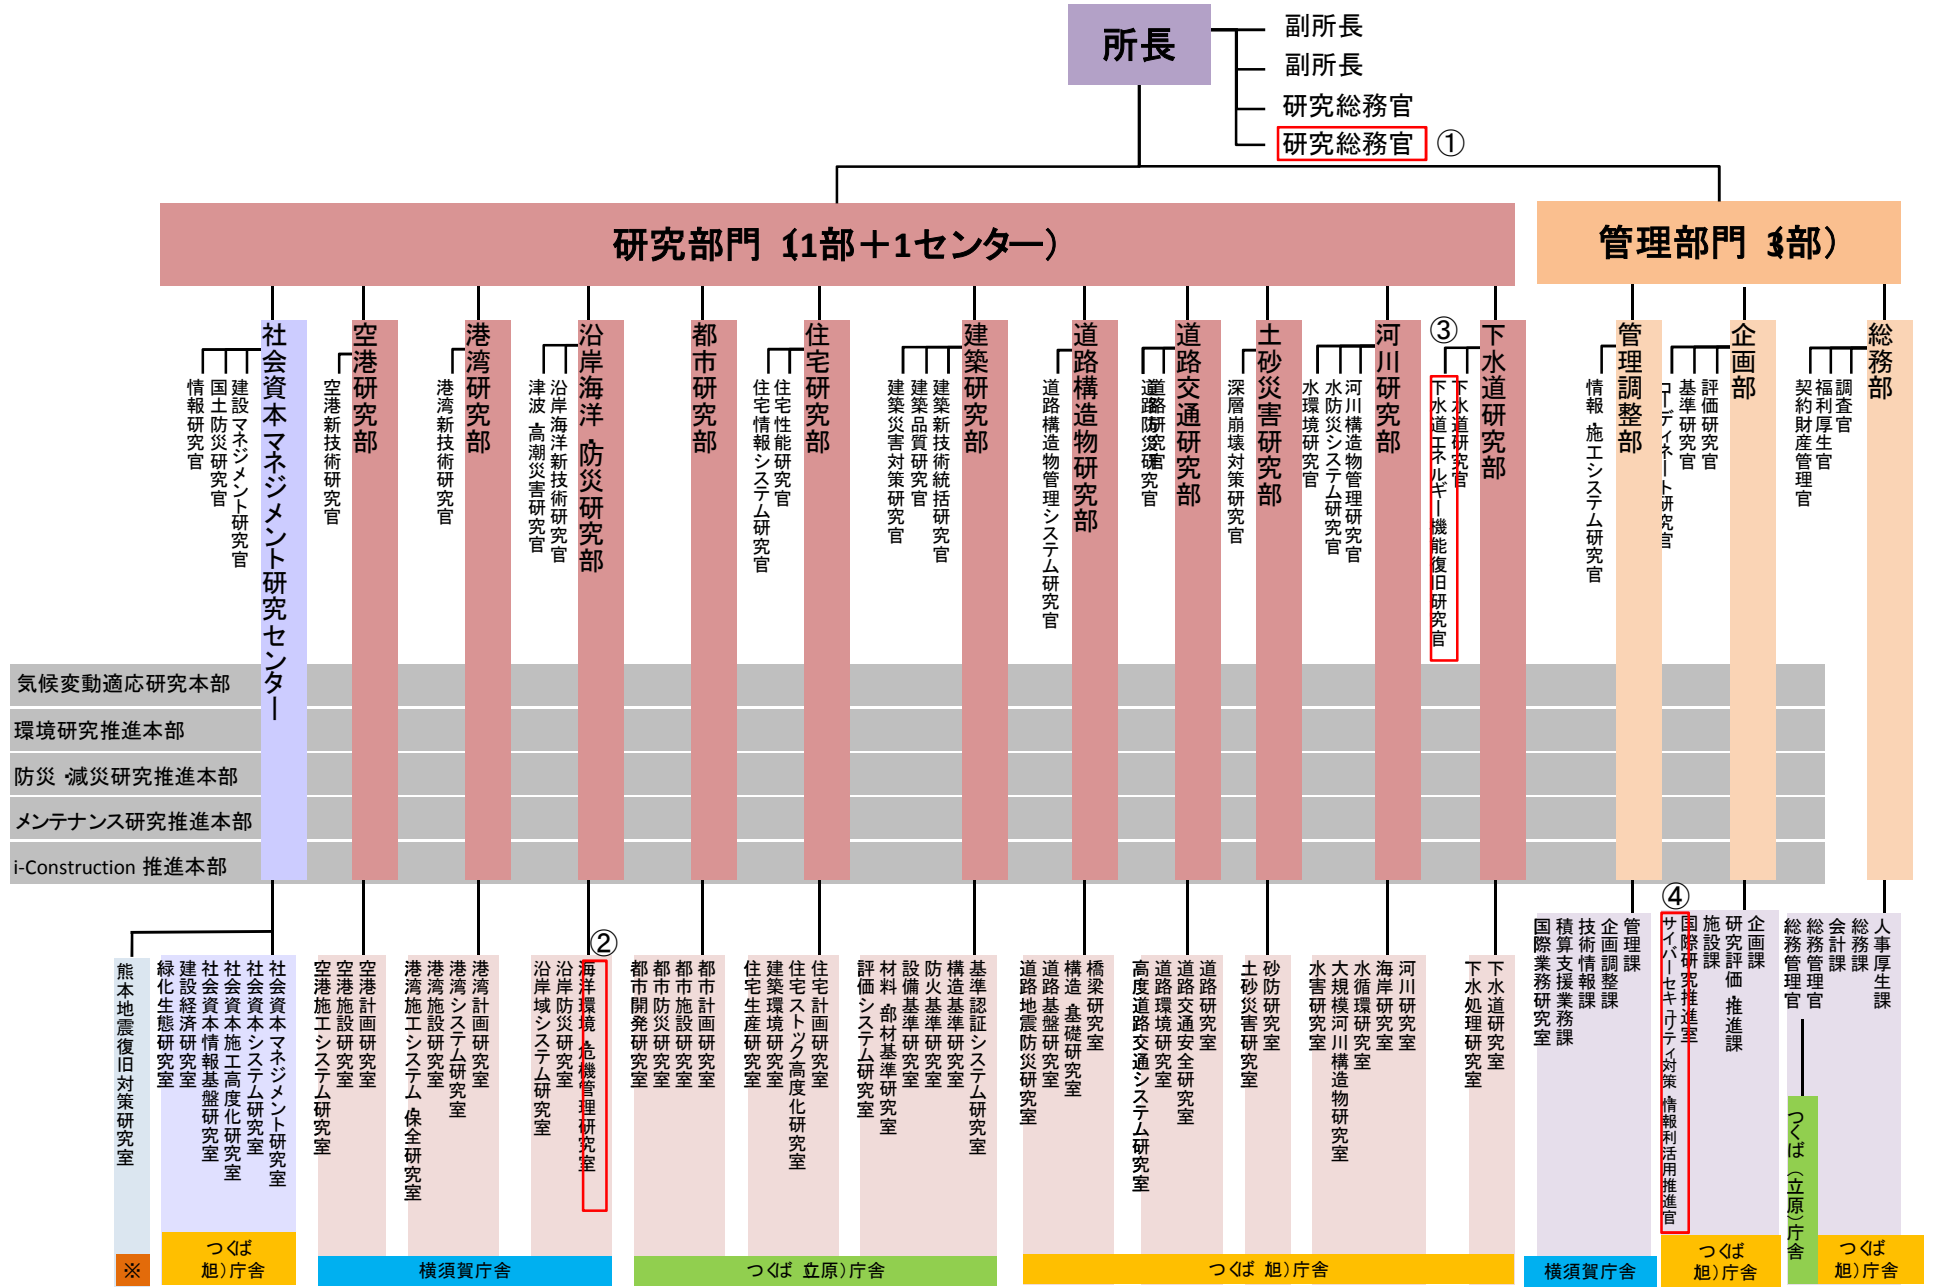 所長
副所長
副所長
研究総務官
研究総務官 ①
研究部門（11部＋1センター）
管理部門（3部）
社会資本マネジメント研究センター
建設マネジメント研究官
国土防災研究官
情報研究官
空港研究部
空港新技術研究官
港湾研究部
港湾新技術研究官
沿岸海洋・防災研究部
沿岸海洋新技術研究官
津波・高潮災害研究官
都市研究部
住宅研究部
住宅性能研究官
住宅情報システム研究官
建築研究部
建築新技術統括研究官
建築品質研究官
建築災害対策研究官
道路構造物研究部
道路構造物管理システム研究官
道路交通研究部
道路研究官
道路防災研究官
土砂災害研究部
深層崩壊対策研究官
河川研究部
河川構造物管理研究官
水防災システム研究官
水環境研究官
③
下水道研究部
下水道研究官
下水道エネルギー・機能復旧研究官
管理調整部
情報・施工システム研究官
企画部
評価研究官
基準研究官
コーディネート研究官
総務部
調査官
福利厚生官
契約財産管理官
気候変動適応研究本部
環境研究推進本部
防災・減災研究推進本部
メンテナンス研究推進本部
i-Construction 推進本部
熊本地震復旧対策研究室
社会資本マネジメント研究室
社会資本システム研究室
社会資本施工高度化研究室
社会資本情報基盤研究室
建設経済研究室
緑化生態研究室
空港計画研究室
空港施設研究室
空港施工システム研究室
港湾計画研究室
港湾システム研究室
港湾施設研究室
港湾施工システム・保全研究室
②
海洋環境・危機管理研究室
沿岸防災研究室
沿岸域システム研究室
都市計画研究室
都市施設研究室
都市防災研究室
都市開発研究室
住宅計画研究室
住宅ストック高度化研究室
建築環境研究室
住宅生産研究室
基準認証システム研究室
構造基準研究室
防火基準研究室
設備基準研究室
材料・部材基準研究室
評価システム研究室
橋梁研究室
構造・基礎研究室
道路基盤研究室
道路地震防災研究室
道路研究室
道路交通安全研究室
道路環境研究室
高度道路交通システム研究室
砂防研究室
土砂災害研究室
河川研究室
海岸研究室
水循環研究室
大規模河川構造物研究室
水害研究室
下水道研究室
下水処理研究室
管理課
企画調整課
技術情報課
積算支援業務課
国際業務研究室
④
企画課
研究評価・推進課
施設課
国際研究推進室
サイバーセキュリティ対策・情報利活用推進官
人事厚生課
総務課
会計課
総務管理官
総務管理官
つくば（立原）庁舎
※
つくば（旭）庁舎
横須賀庁舎
つくば（立原）庁舎
つくば（旭）庁舎
横須賀庁舎
つくば（旭）庁舎
つくば（旭）庁舎